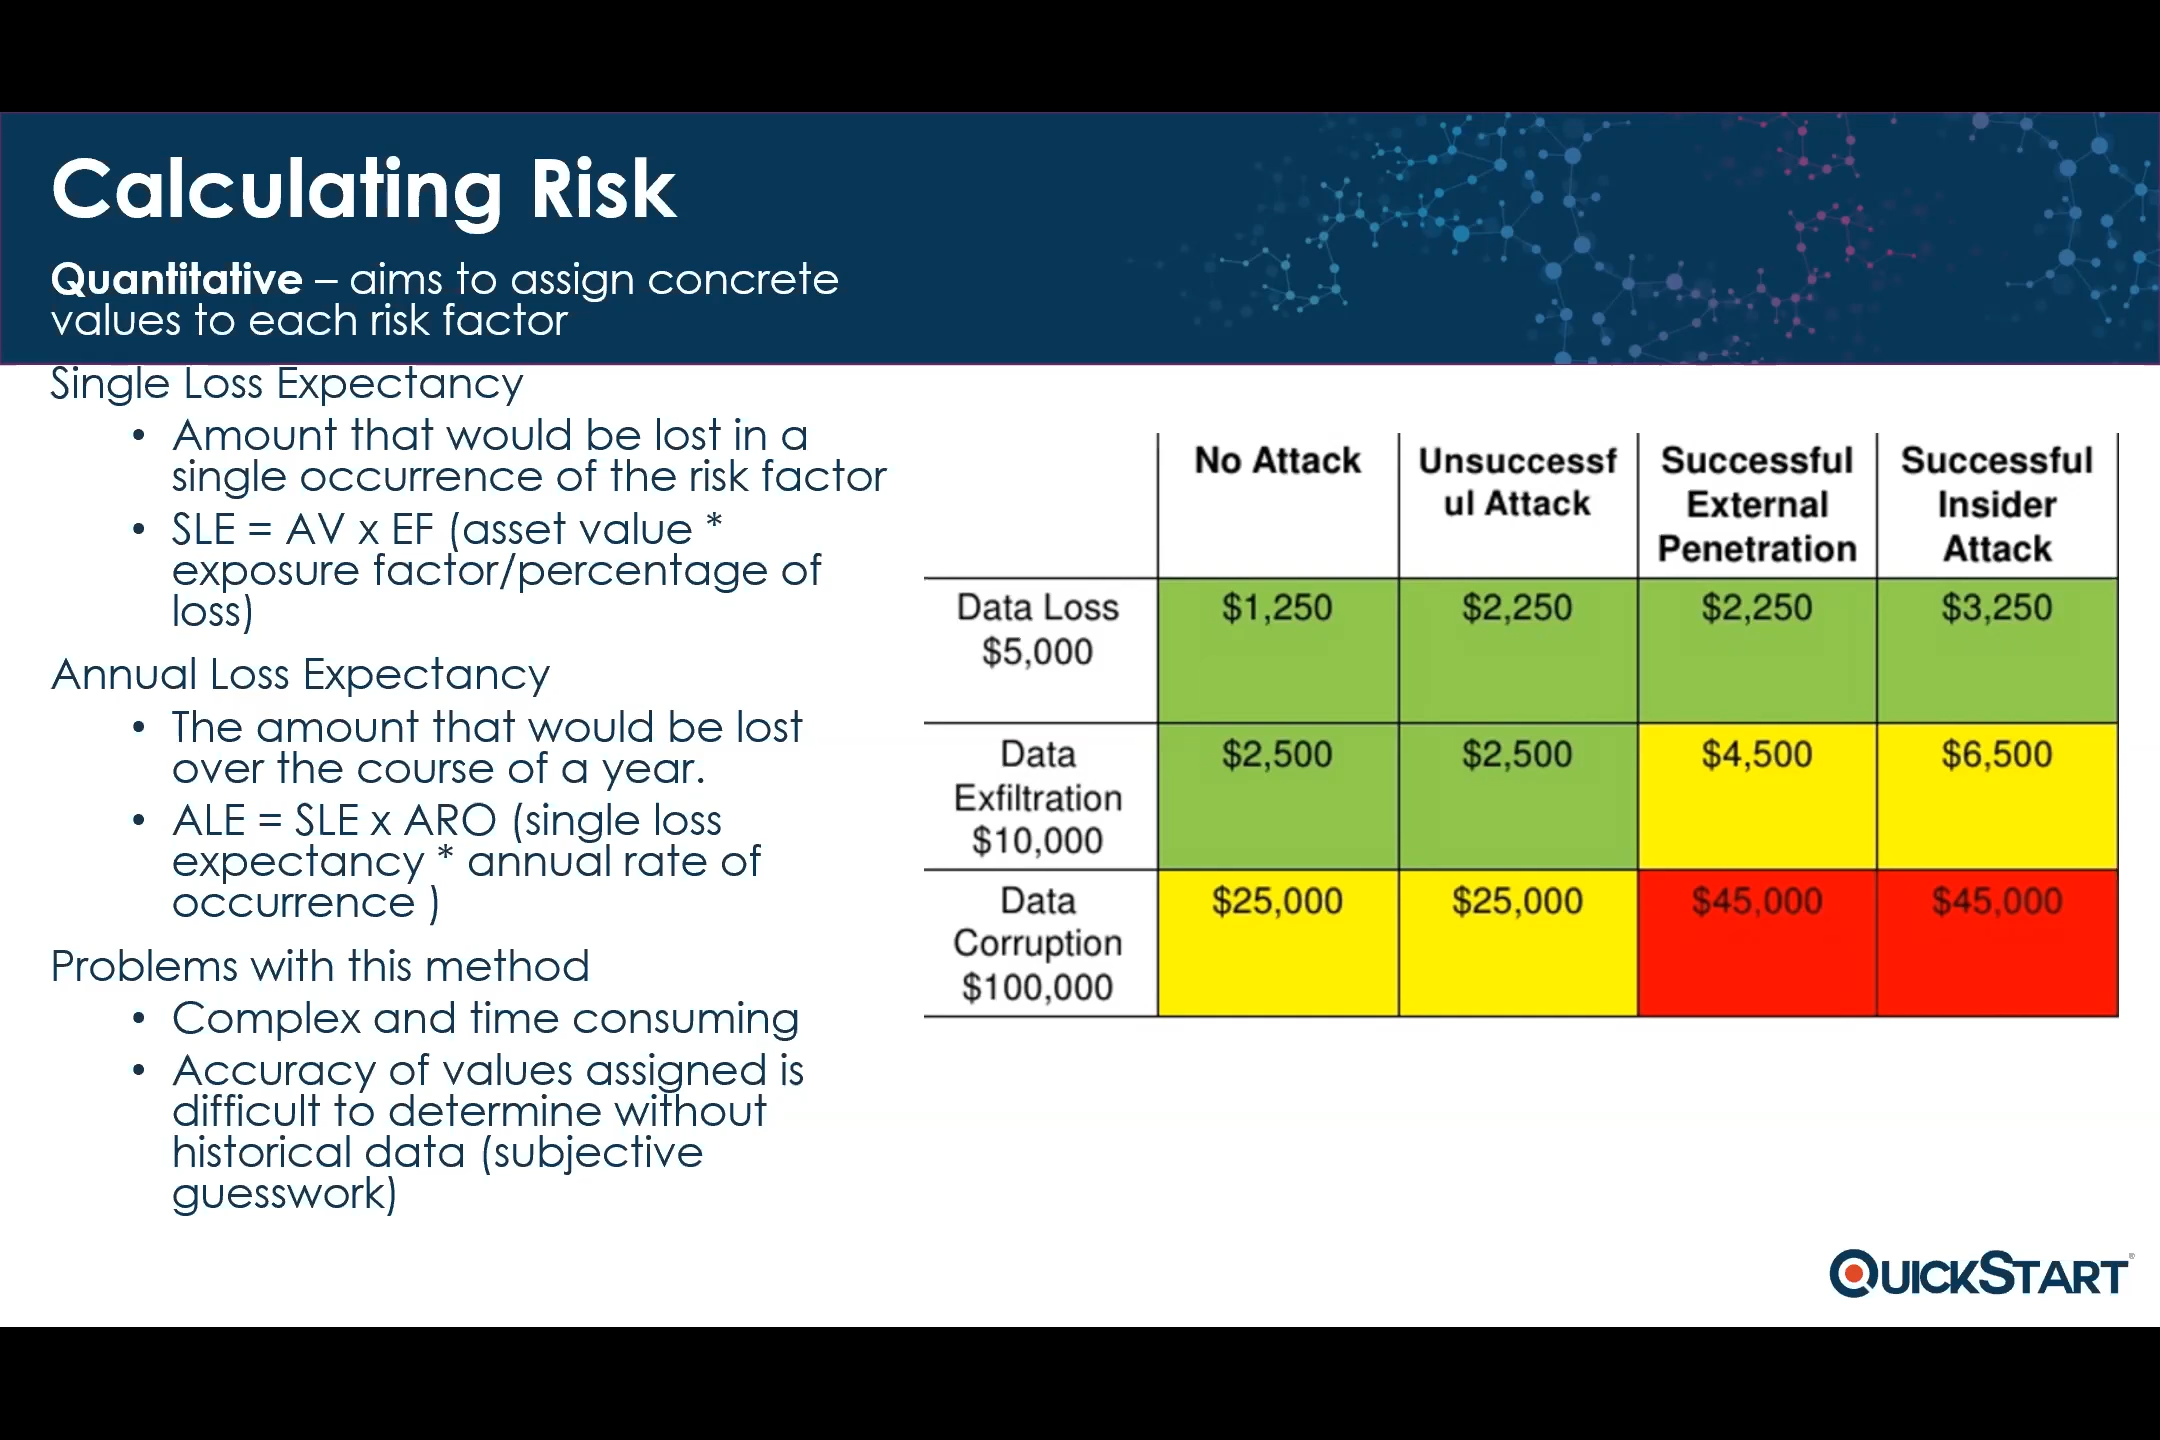 Calculating Risk
Quantitative – aims to assign concrete
values to each risk factor
Single Loss Expectancy
• Amount that would be lost in a
single occurrence of the risk factor
• SLE = AV x EF (asset value *
exposure factor/percentage of
loss)
Annual Loss Expectancy
• The amount that would be lost
over the course of a year.
• ALE = SLE x ARO (single loss
expectancy * annual rate of
occurrence )
Problems with this method
• Complex and time consuming
• Accuracy of values assigned is
difficult to determine without
historical data (subjective
guesswork)
No Attack
Unsuccessf
ul Attack
Successful
External
Penetration
Successful
Insider
Attack
Data Loss
$5,000
$1,250
$2,250
$2,250
$3,250
Data
Exfiltration
$10,000
$2,500
$2,500
$4,500
$6,500
Data
Corruption
$100,000
$25,000
$25,000
$45,000
$45,000
QUICKSTART®